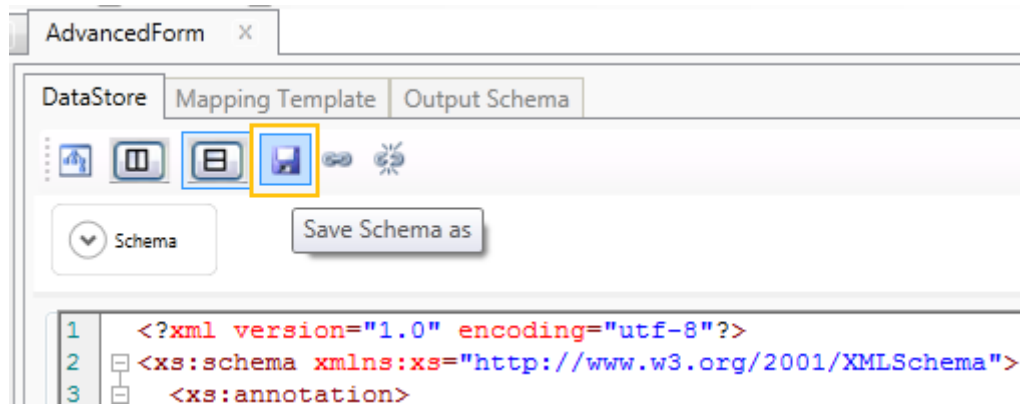 AdvancedForm
DataStore Mapping Template Output Schema
Save Schema as
Schema
1 <?xml version="1.0" encoding="utf-8"?>
2 <xs:schema xmlns:xs="http://www.w3.org/2001/XMLSchema">
3 <xs:annotation>